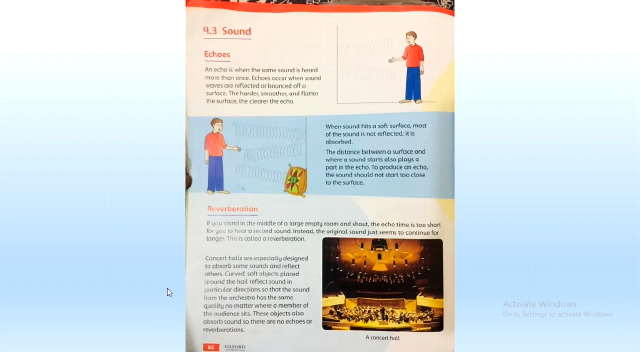 9.3 Sound
Echoes
An echo is when the same sound is heard
more than once. Echoes occur when sound
waves are reflected or bounced off a
surface. The harder, smoother, and flatter
the surface, the clearer the echo.
When sound hits a soft surface, most
of the sound is not reflected; it is
absorbed.
The distance between a surface and
where a sound starts also plays a
part in the echo. To produce an echo,
the sound should not start too close
to the surface.
Reverberation
If you stand in the middle of a large empty room and shout, the echo time is too short
for you to hear a second sound. Instead, the original sound just seems to continue for
longer. This is called a reverberation.
Concert halls are especially designed
to absorb some sounds and reflect
others. Curved, soft objects placed
around the hall reflect sound in
particular directions so that the sound
from the orchestra has the same
quality no matter where a member of
the audience sits. These objects also
absorb sound so there are no echoes or
reverberations.
A concert hall
82
OXFORD
Activate Windows
Go to Settings to activate Windows.